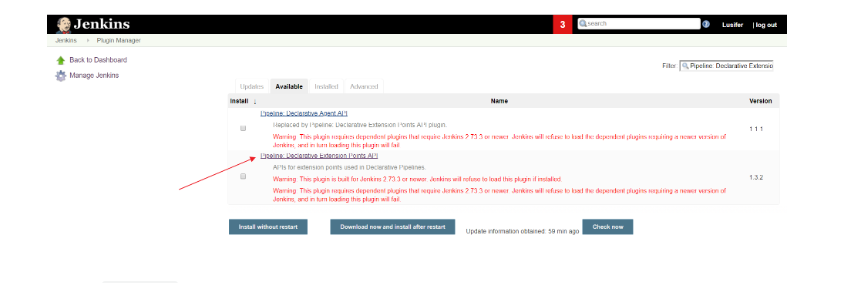 Jenkins
3
search
Lusifer
| log out
Jenkins
Plugin Manager
Back to Dashboard
Manage Jenkins
Filter:
Pipeline: Declarative Extensio
Updates
Available
Installed
Advanced
Install ↓
Name
Version
Pipeline: Declarative Agent API
Replaced by Pipeline: Declarative Extension Points API plugin.
Warning: This plugin requires dependent plugins that require Jenkins 2.73.3 or newer. Jenkins will refuse to load the dependent plugins requiring a newer version of
Jenkins, and in turn loading this plugin will fail.
1.1.1
Pipeline: Declarative Extension Points API
APIs for extension points used in Declarative Pipelines.
Warning: This plugin is built for Jenkins 2.73.3 or newer. Jenkins will refuse to load this plugin if installed.
Warning: This plugin requires dependent plugins that require Jenkins 2.73.3 or newer. Jenkins will refuse to load the dependent plugins requiring a newer version of
Jenkins, and in turn loading this plugin will fail.
1.3.2
Install without restart
Download now and install after restart
Update information obtained: 59 min ago
Check now